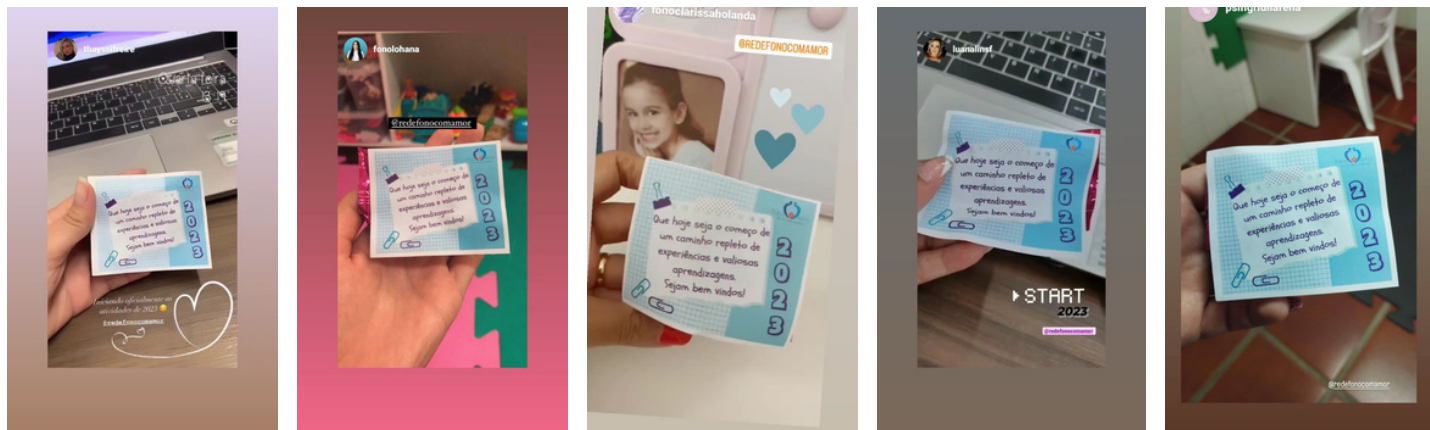 thayssfreire
Quarta-feira
Que hoje seja o começo de
um caminho repleto de
experiências e valiosas
aprendizagens.
Sejam bem vindos!
2023
Iniciando oficialmente as
atividades de 2023
@redefonocomamor
fonolohana
@redefonocomamor
Que hoje seja o começo de
um caminho repleto de
experiências e valiosas
aprendizagens.
Sejam bem vindos!
2023
fonoclarissaholanda
@REDEFONOCOMAMOR
Que hoje seja o começo de
um caminho repleto de
experiências e valiosas
aprendizagens.
Sejam bem vindos!
2023
luanalinsf
Que hoje seja o começo de
um caminho repleto de
experiências e valiosas
aprendizagens.
Sejam bem vindos!
2023
START
2023
@redefonocomamor
Que hoje seja o começo de
um caminho repleto de
experiências e valiosas
aprendizagens.
Sejam bem vindos!
2023
@redefonocomamor